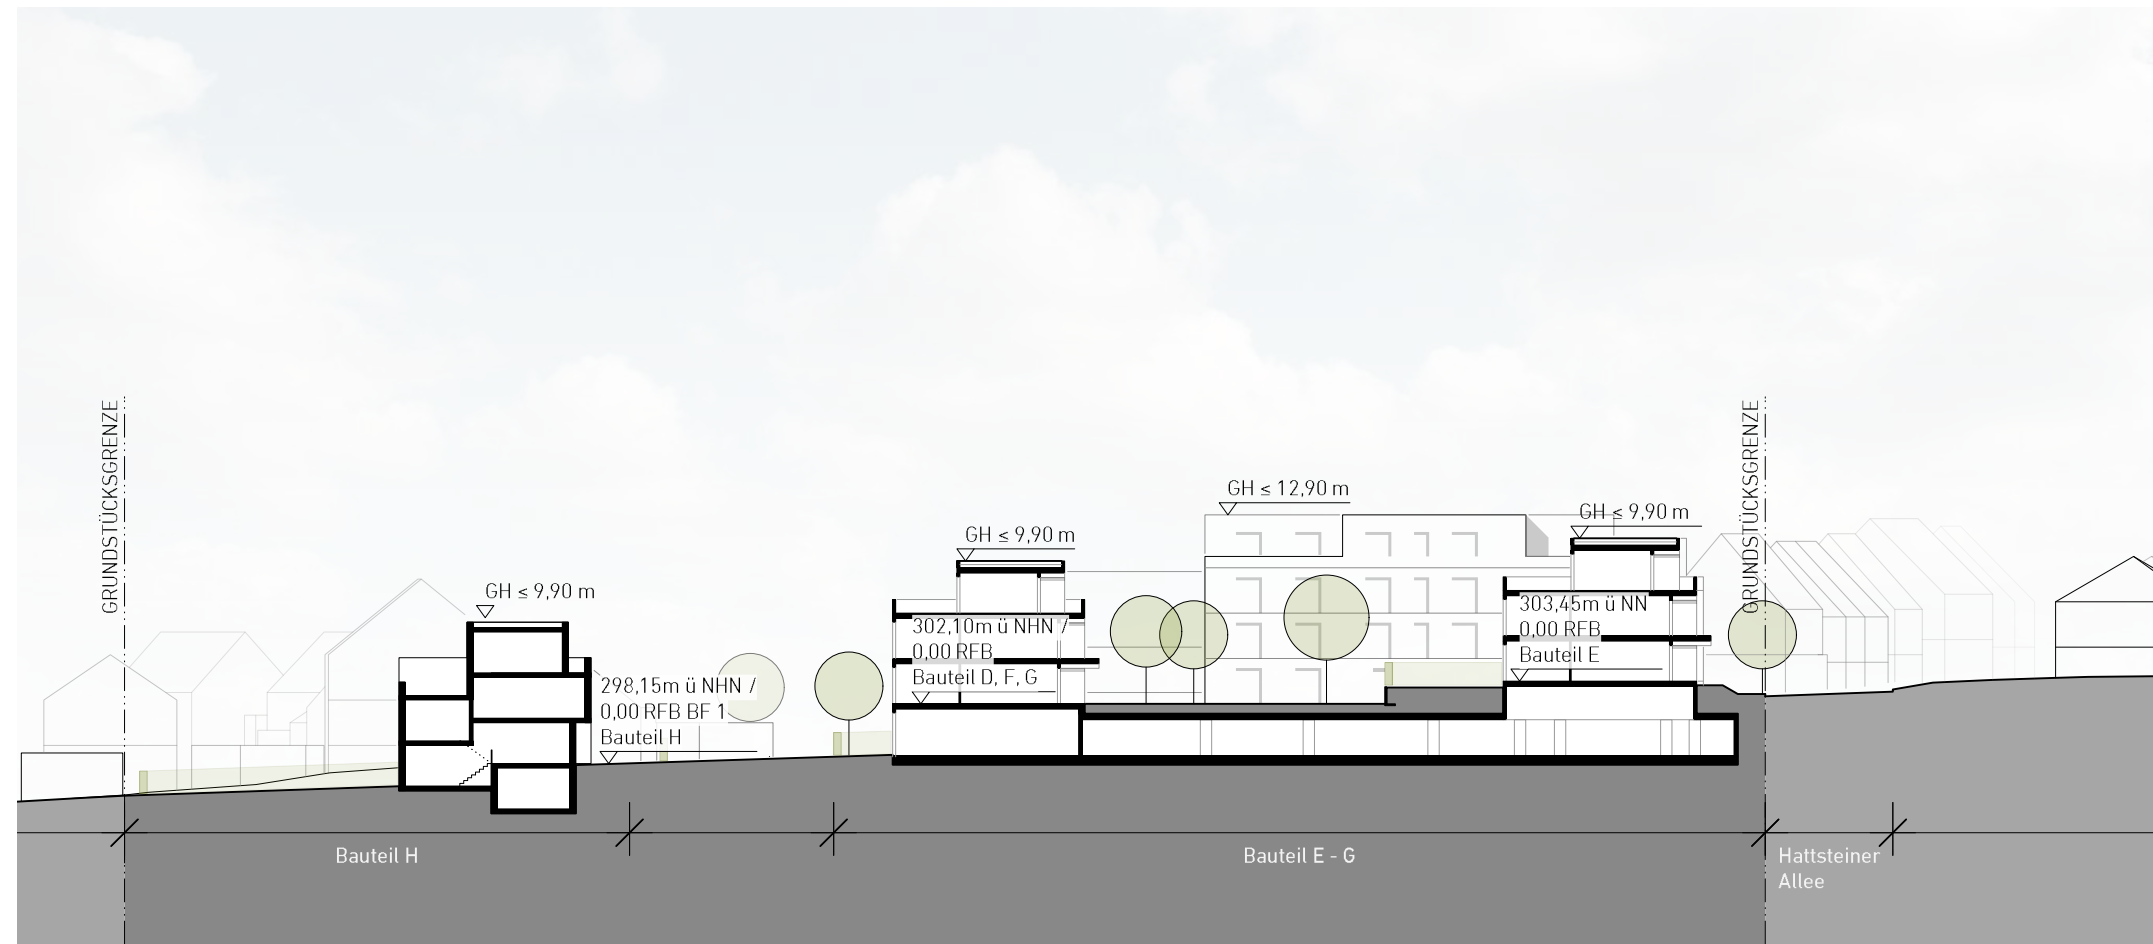 GRUNDSTÜCKSGRENZE
GH ≤ 9,90 m
298,15m ü NHN /
0,00 RFB BF 1
Bauteil H
GH ≤ 9,90 m
302,10m ü NHN /
0,00 RFB
Bauteil D, F, G
GH ≤ 12,90 m
GH ≤ 9,90 m
303,45m ü NN
0,00 RFB
Bauteil E
GRUNDSTÜCKSGRENZE
Bauteil H
Bauteil E - G
Hattsteiner
Allee